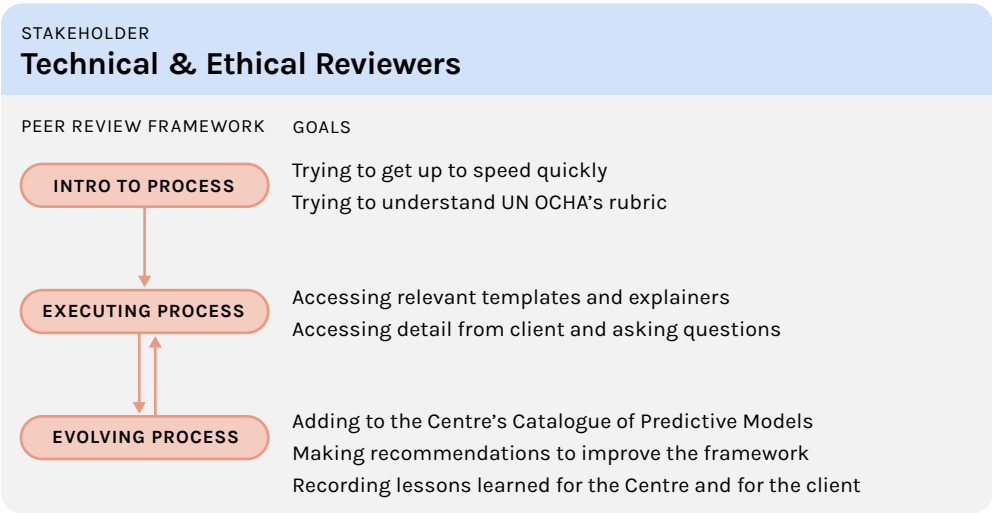 STAKEHOLDER
Technical & Ethical Reviewers
PEER REVIEW FRAMEWORK
GOALS
INTRO TO PROCESS
Trying to get up to speed quickly
Trying to understand UN OCHA’s rubric
EXECUTING PROCESS
Accessing relevant templates and explainers
Accessing detail from client and asking questions
EVOLVING PROCESS
Adding to the Centre’s Catalogue of Predictive Models
Making recommendations to improve the framework
Recording lessons learned for the Centre and for the client